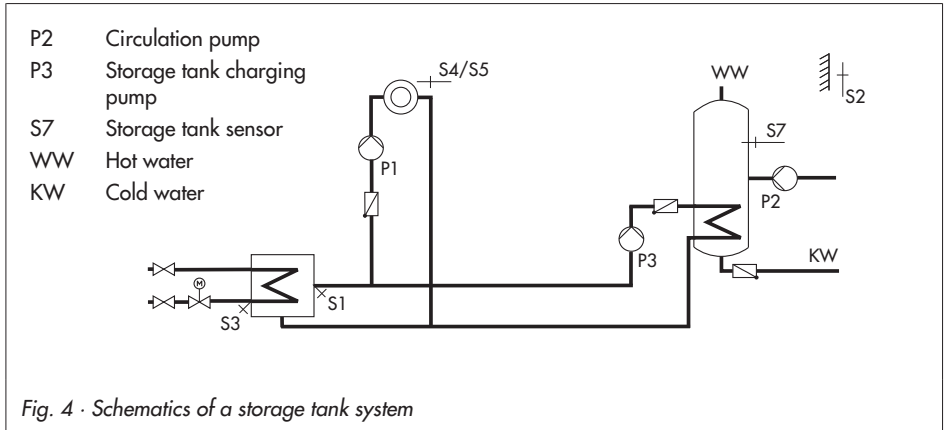 P2 Circulation pump
P3 Storage tank charging
pump
S7 Storage tank sensor
WW Hot water
KW Cold water
S4/S5
P1
S1
S3
M
WW
S2
S7
P2
P3
KW
Fig. 4 · Schematics of a storage tank system